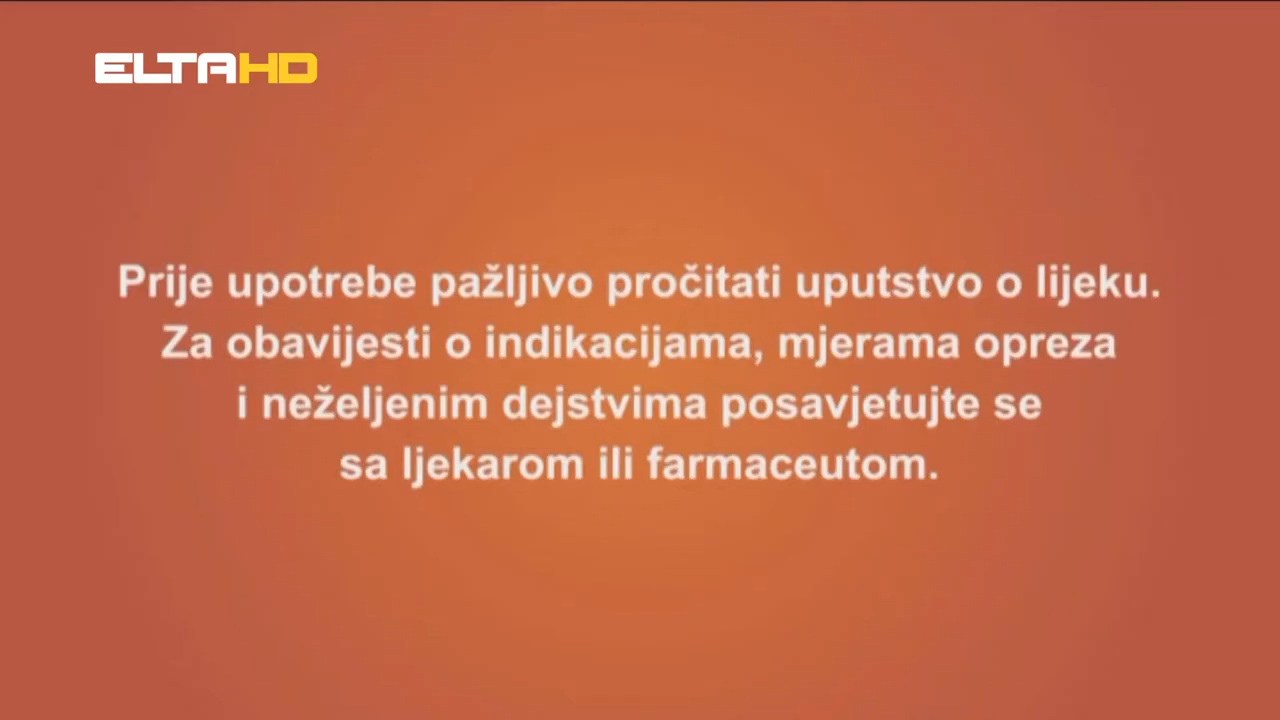 ELTAHD
Prije upotrebe pažljivo pročitati uputstvo o lijeku.
Za obavijesti o indikacijama, mjerama opreza
i neželjenim dejstvima posavjetujte se
sa ljekarom ili farmaceutom.